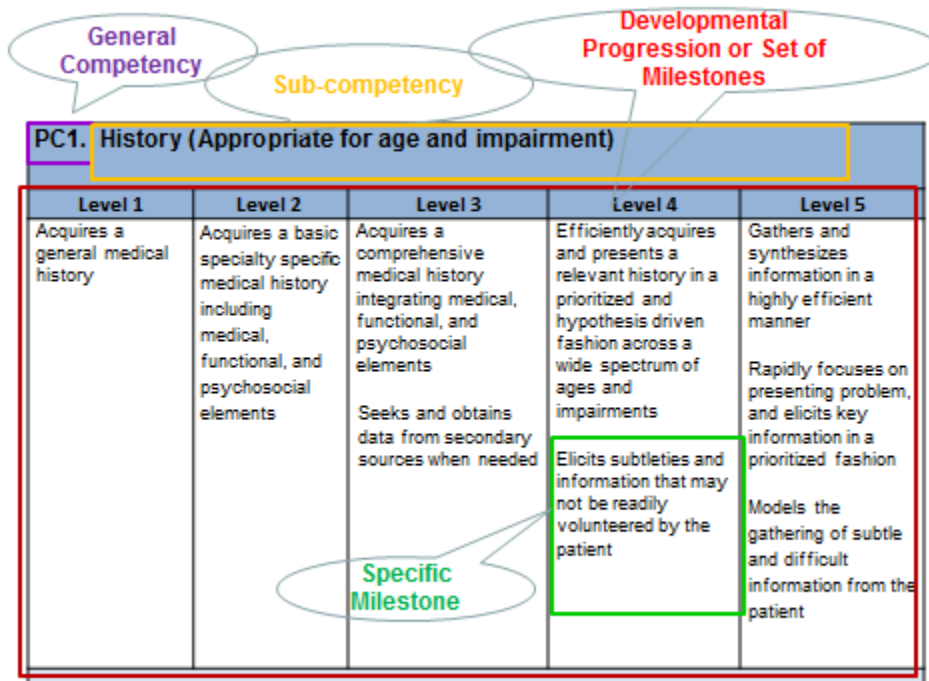 General
Competency
Sub-competency
Developmental
Progression or Set of
Milestones
PC1. History (Appropriate for age and impairment)
Level 1
Level 2
Level 3
Level 4
Level 5
Acquires a
general medical
history
Acquires a basic
specialty specific
medical history
including
medical,
functional, and
psychosocial
elements
Acquires a
comprehensive
medical history
integrating medical,
functional, and
psychosocial
elements
Seeks and obtains
data from secondary
sources when needed
Efficiently acquires
and presents a
relevant history in a
prioritized and
hypothesis driven
fashion across a
wide spectrum of
ages and
impairments
Elicits subtleties and
information that may
not be readily
volunteered by the
patient
Gathers and
synthesizes
information in a
highly efficient
manner
Rapidly focuses on
presenting problem,
and elicits key
information in a
prioritized fashion
Models the
gathering of subtle
and difficult
information from the
patient
Specific
Milestone